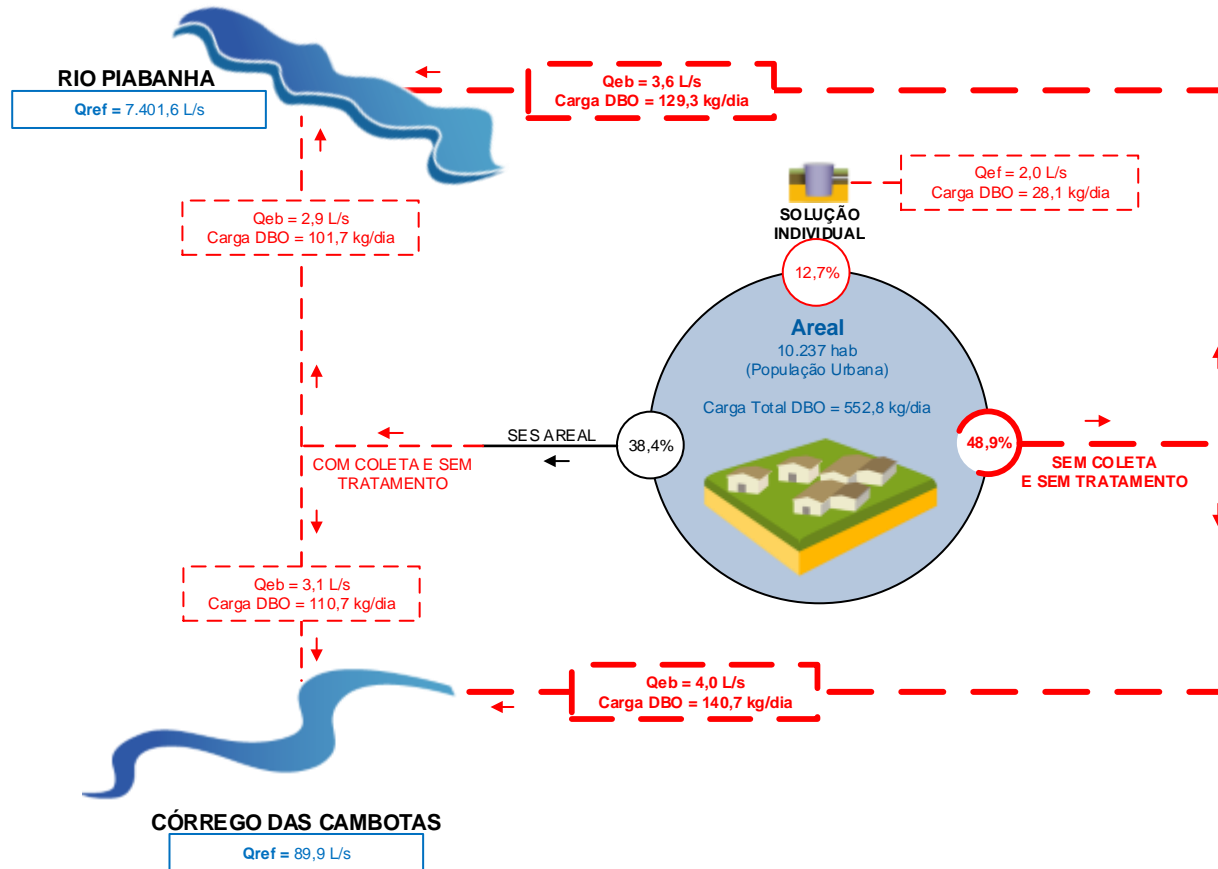 RIO PIABANHA
Qref = 7.401,6 L/s
Qeb = 3,6 L/s
Carga DBO = 129,3 kg/dia
Qef = 2,0 L/s
Carga DBO = 28,1 kg/dia
SOLUÇÃO
INDIVIDUAL
12,7%
Qeb = 2,9 L/s
Carga DBO = 101,7 kg/dia
Areal
10.237 hab
(População Urbana)
Carga Total DBO = 552,8 kg/dia
SES AREAL
38,4%
48,9%
COM COLETA E SEM
TRATAMENTO
SEM COLETA
E SEM TRATAMENTO
Qeb = 3,1 L/s
Carga DBO = 110,7 kg/dia
Qeb = 4,0 L/s
Carga DBO = 140,7 kg/dia
CÓRREGO DAS CAMBOTAS
Qref = 89,9 L/s